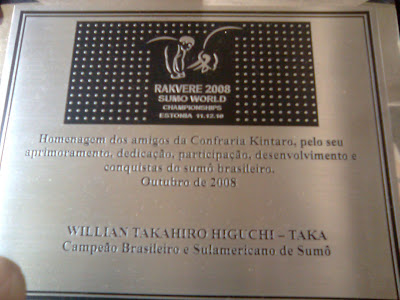 RAKVERE 2008
SUMO WORLD
CHAMPIONSHIPS
ESTONIA 11.12.10
Homenagem dos amigos da Confraria Kintaro, pelo seu
aprimoramento, dedicação, participação, desenvolvimento e
conquistas do sumô brasileiro.
Outubro de 2008
WILLIAN TAKAHIRO HIGUCHI – TAKA
Campeão Brasileiro e Sulamericano de Sumô